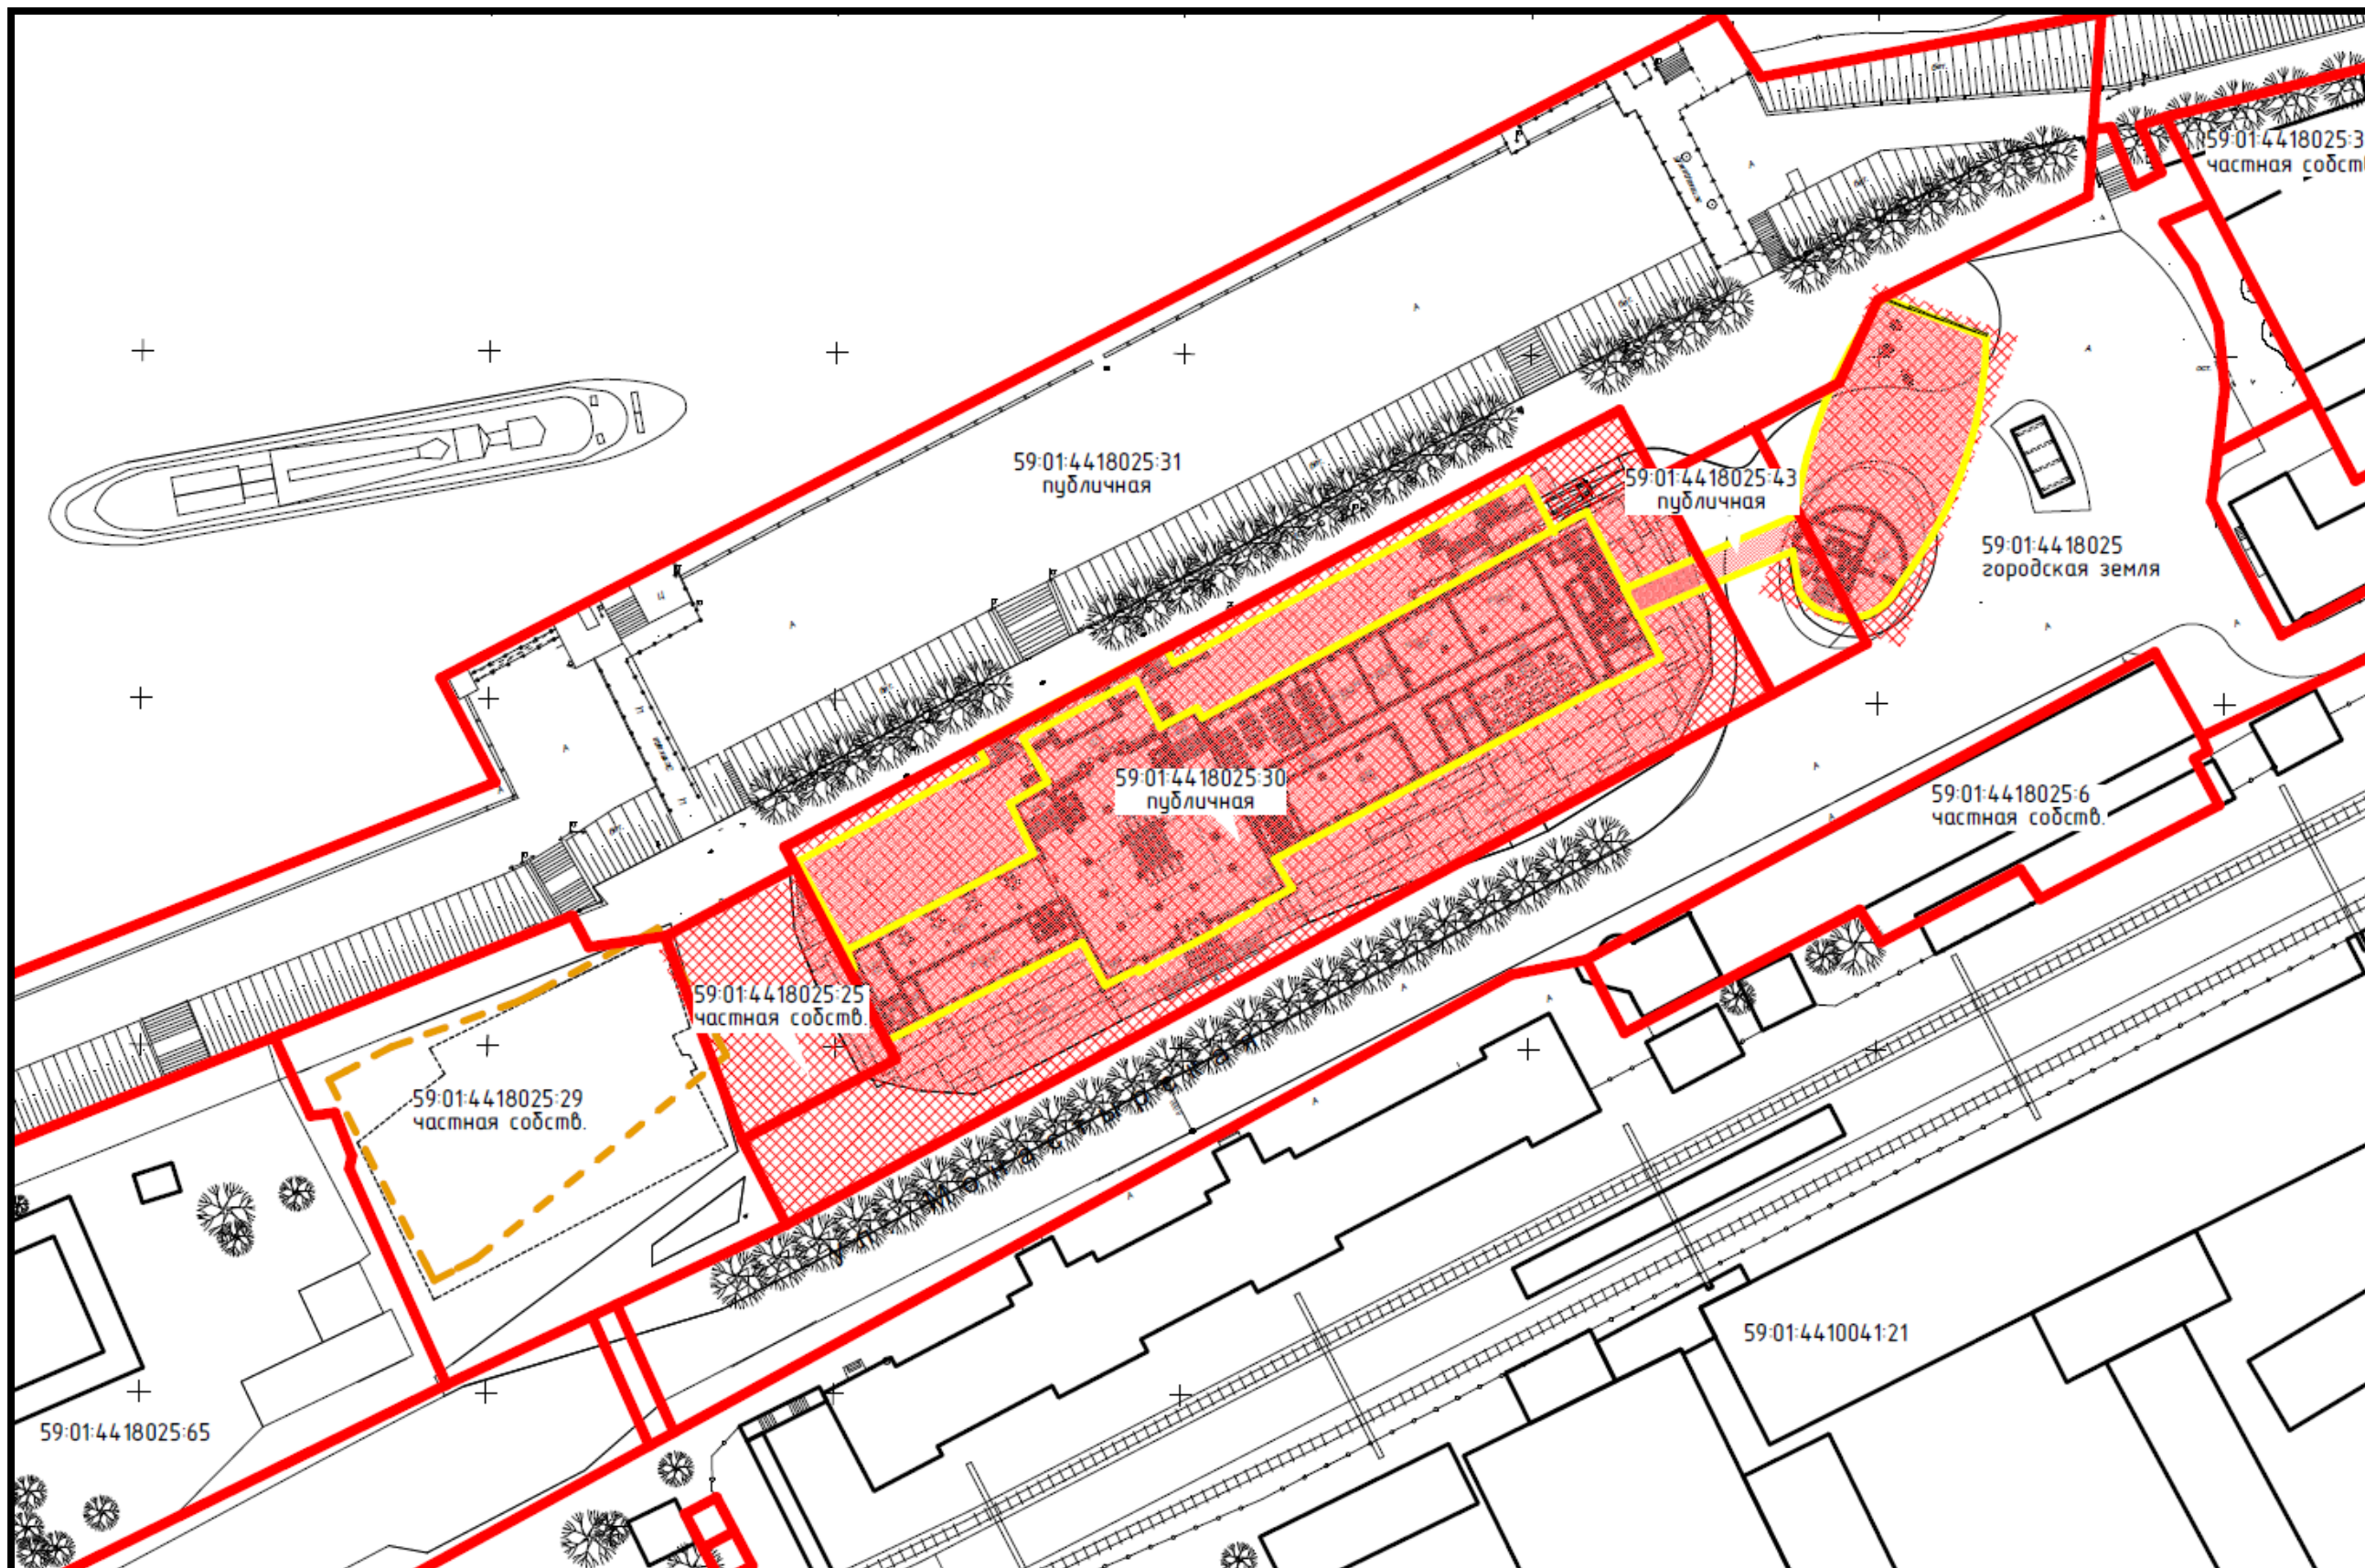 59:01:4418025:3
частная собств
59:01:4418025:31
публичная
59:01:4418025:43
публичная
59:01:4418025
городская земля
59:01:4418025:30
публичная
59:01:4418025:6
частная собств.
59:01:4418025:25
частная собств.
59:01:4418025:29
частная собств.
59:01:4410041:21
59:01:4418025:65